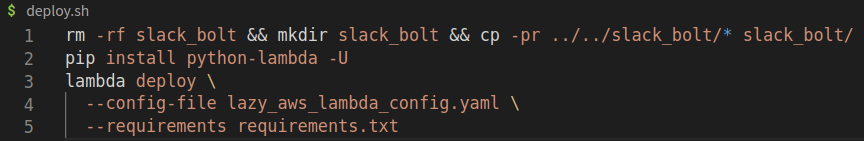 $ deploy.sh
1 rm -rf slack_bolt && mkdir slack_bolt && cp -pr ../../slack_bolt/* slack_bolt/
2 pip install python-lambda -U
3 lambda deploy \
4 --config-file lazy_aws_lambda_config.yaml \
5 --requirements requirements.txt